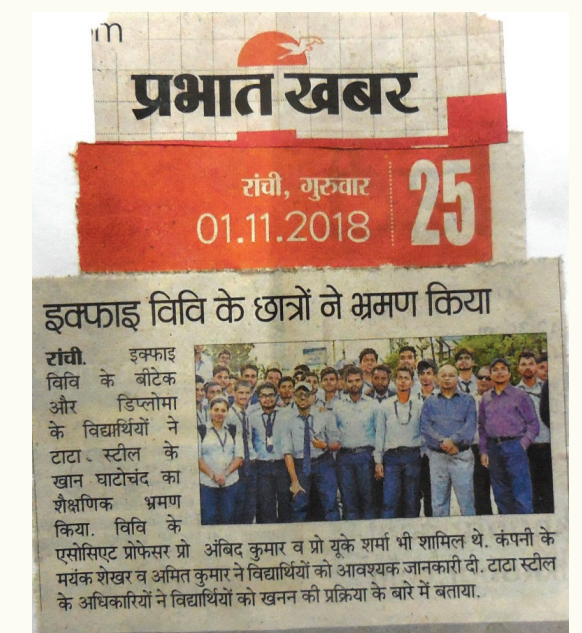 m
प्रभात खबर
रांची, गुरुवार
01.11.2018
25
इक्फाइ विवि के छात्रों ने भ्रमण किया
रांची. इक्फाइ
विवि के बीटेक
और डिप्लोमा
के विद्यार्थियों ने
टाटा स्टील के
खान घाटोचंद का
शैक्षणिक भ्रमण
किया. विवि के
एसोसिएट प्रोफेसर प्रो अंबिद कुमार व प्रो यूके शर्मा भी शामिल थे. कंपनी के
मयंक शेखर व अमित कुमार ने विद्यार्थियों को आवश्यक जानकारी दी. टाटा स्टील
के अधिकारियों ने विद्यार्थियों को खनन की प्रक्रिया के बारे में बताया.